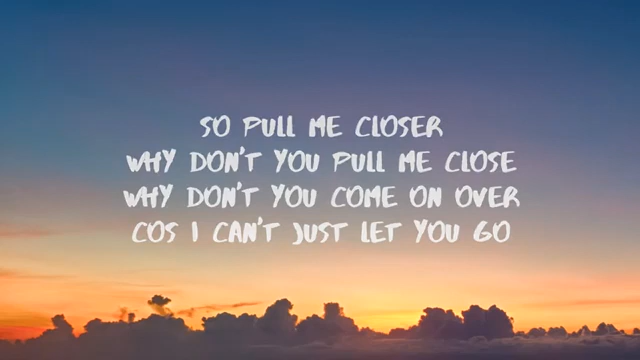 SO PULL ME CLOSER
WHY DON'T YOU PULL ME CLOSE
WHY DON'T YOU COME ON OVER
COS I CAN'T JUST LET YOU GO